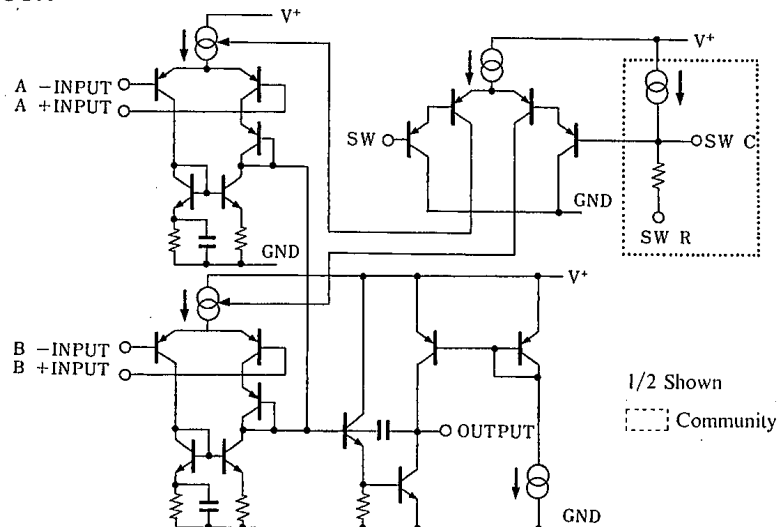 V+
A −INPUT
A +INPUT
GND
V+
SW
SW C
GND
SW R
V+
B −INPUT
B +INPUT
OUTPUT
GND
1/2 Shown
Community